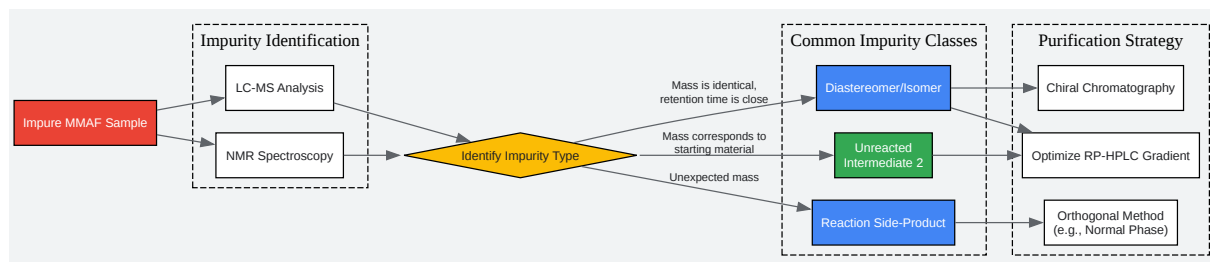 Impurity Identification
Common Impurity Classes
Purification Strategy
Impure MMAF Sample
LC-MS Analysis
NMR Spectroscopy
Identify Impurity Type
Mass is identical,
retention time is close
Mass corresponds to
starting material
Unexpected mass
Diastereomer/Isomer
Unreacted
Intermediate 2
Reaction Side-Product
Chiral Chromatography
Optimize RP-HPLC Gradient
Orthogonal Method
(e.g., Normal Phase)